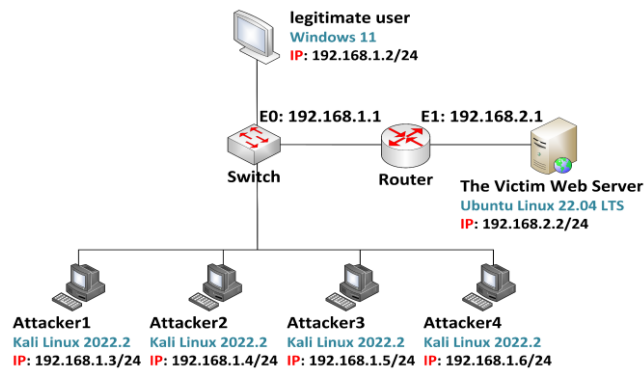 legitimate user
Windows 11
IP: 192.168.1.2/24
E0: 192.168.1.1
E1: 192.168.2.1
Switch
Router
The Victim Web Server
Ubuntu Linux 22.04 LTS
IP: 192.168.2.2/24
Attacker1
Kali Linux 2022.2
IP: 192.168.1.3/24
Attacker2
Kali Linux 2022.2
IP: 192.168.1.4/24
Attacker3
Kali Linux 2022.2
IP: 192.168.1.5/24
Attacker4
Kali Linux 2022.2
IP: 192.168.1.6/24